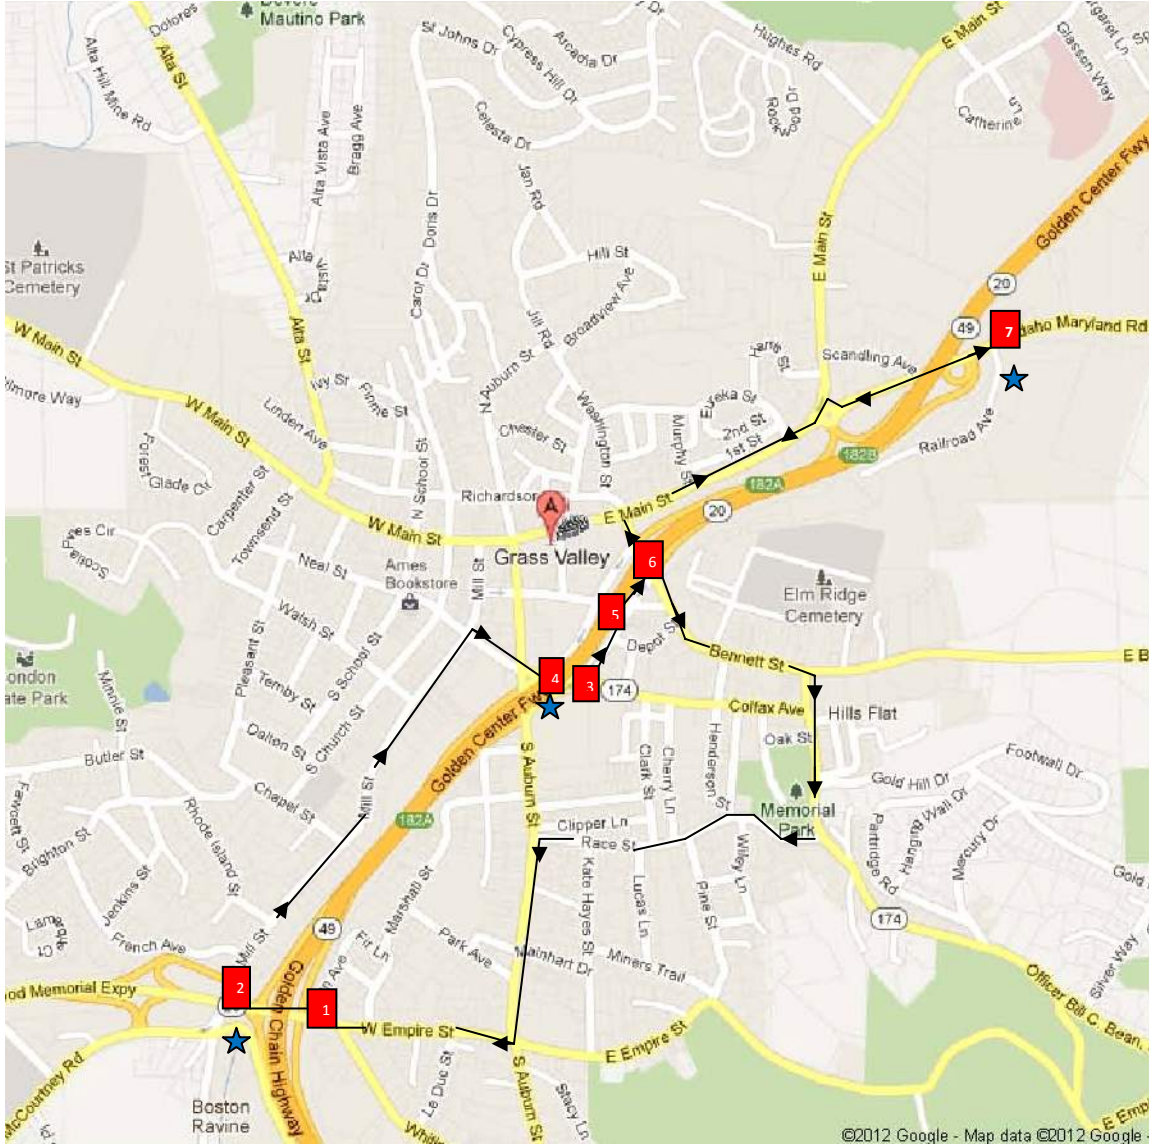 Mautino Park
Dolores
Alta St
Alta Hill Mine Rd
Alta Vista Ave
Bragg Ave
St Johns Dr
Cypress Hill Dr
Arcadia Dr
Celesta Dr
Hughes Rd
Rockwood Dr
E Main St
Glasson Way
Catherine Ln
Golden Center Fwy
Jan Rd
Doris Dr
Carol Dr
Hill St
Broadview Ave
Jill Rd
E Main St
20
49
7
Idaho Maryland Rd
St Patricks
Cemetery
Alta St
W Main St
Ivy St
Finnie St
N Auburn St
Washington St
Scandling Ave
Harris St
Eureka St
2nd St
1st St
Murphy St
Railroad Ave
182B
182A
20
Linden Ave
W Main St
Forest Glade Cir
Carpenter St
Townsend St
N School St
Chester St
Richardson
A
E Main St
W Main St
Grass Valley
Neal St
Ames
Bookstore
Mill St
6
Elm Ridge
Cemetery
Walsh St
5
Depot St
Bennett St
Pleasant St
S School St
Temby St
Minnie St
4
3
174
Colfax Ave
Hills Flat
Dalton St
S Church St
Golden Center Fwy
Butler St
Oak St
Footwall Dr
Gold Hill Dr
Henderson St
Clark St
Cherry Ln
S Auburn St
Mill St
Chapel St
182A
Rhode Island St
Brighton St
Fawcett St
Memorial
Park
Hanging Wall Dr
Mercury Dr
Partridge Rd
Clipper Ln
Race St
Willey Ln
Kate Hayes St
Lucas Ln
Pine St
Jenkins St
Marshall St
174
French Ave
Mill St
49
Fir Ln
Park Ave
Mainhart Dr
Miners Trail
Silver Way
2
1
Golden Chain Highway
W Empire St
E Empire St
Officer Bill C. Bean,
McCourtney Rd
Le Duc St
S Auburn St
Stacy Ln
Boston
Ravine
E Emp
©2012 Google - Map data ©2012 Google -